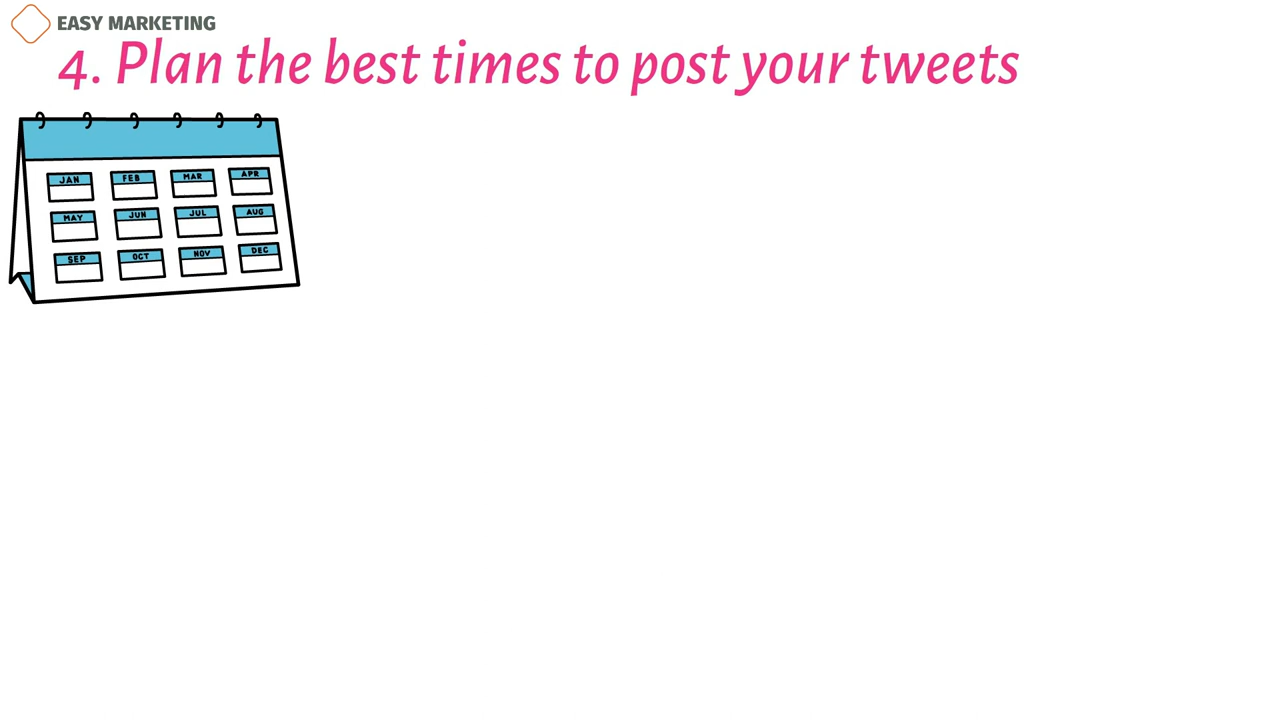 EASY MARKETING
4. Plan the best times to post your tweets
JAN FEB MAR APR
MAY JUN JUL AUG
SEP OCT NOV DEC